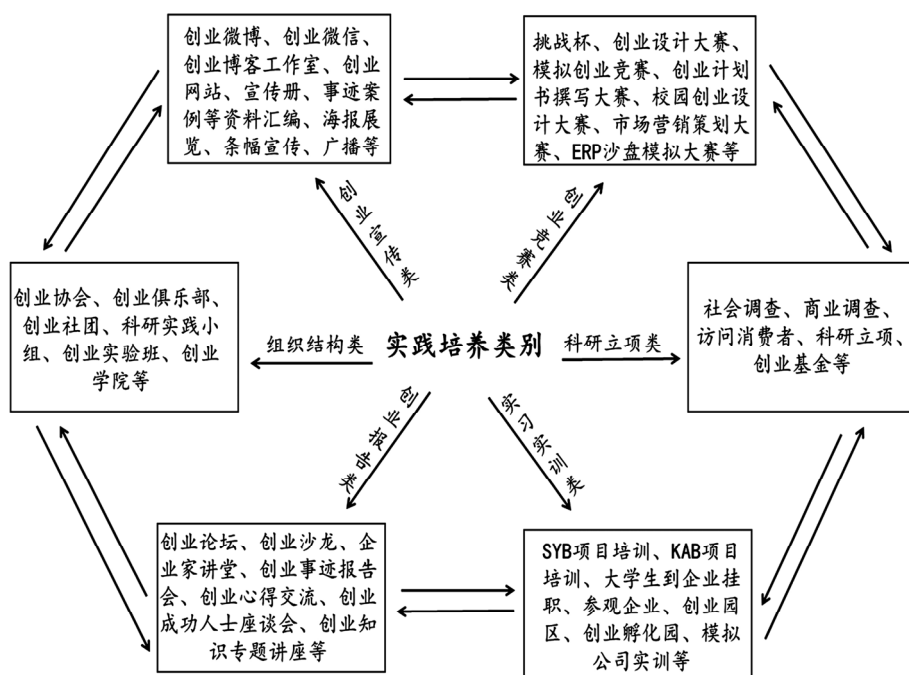 创业微博、创业微信、
创业博客工作室、创业
网站、宣传册、事迹案
例等资料汇编、海报展
览、条幅宣传、广播等
挑战杯、创业设计大赛、
模拟创业竞赛、创业计划
书撰写大赛、校园创业设
计大赛、市场营销策划大
赛、ERP沙盘模拟大赛等
创业宣传类
创业竞赛类
创业协会、创业俱乐部、
创业社团、科研实践小
组、创业实验班、创业
学院等
组织结构类
实践培养类别
科研立项类
社会调查、商业调查、
访问消费者、科研立项、
创业基金等
创业报告类
实习实训类
创业论坛、创业沙龙、企
业家讲堂、创业事迹报告
会、创业心得交流、创业
成功人士座谈会、创业知
识专题讲座等
SYB项目培训、KAB项目
培训、大学生到企业挂
职、参观企业、创业园
区、创业孵化园、模拟
公司实训等